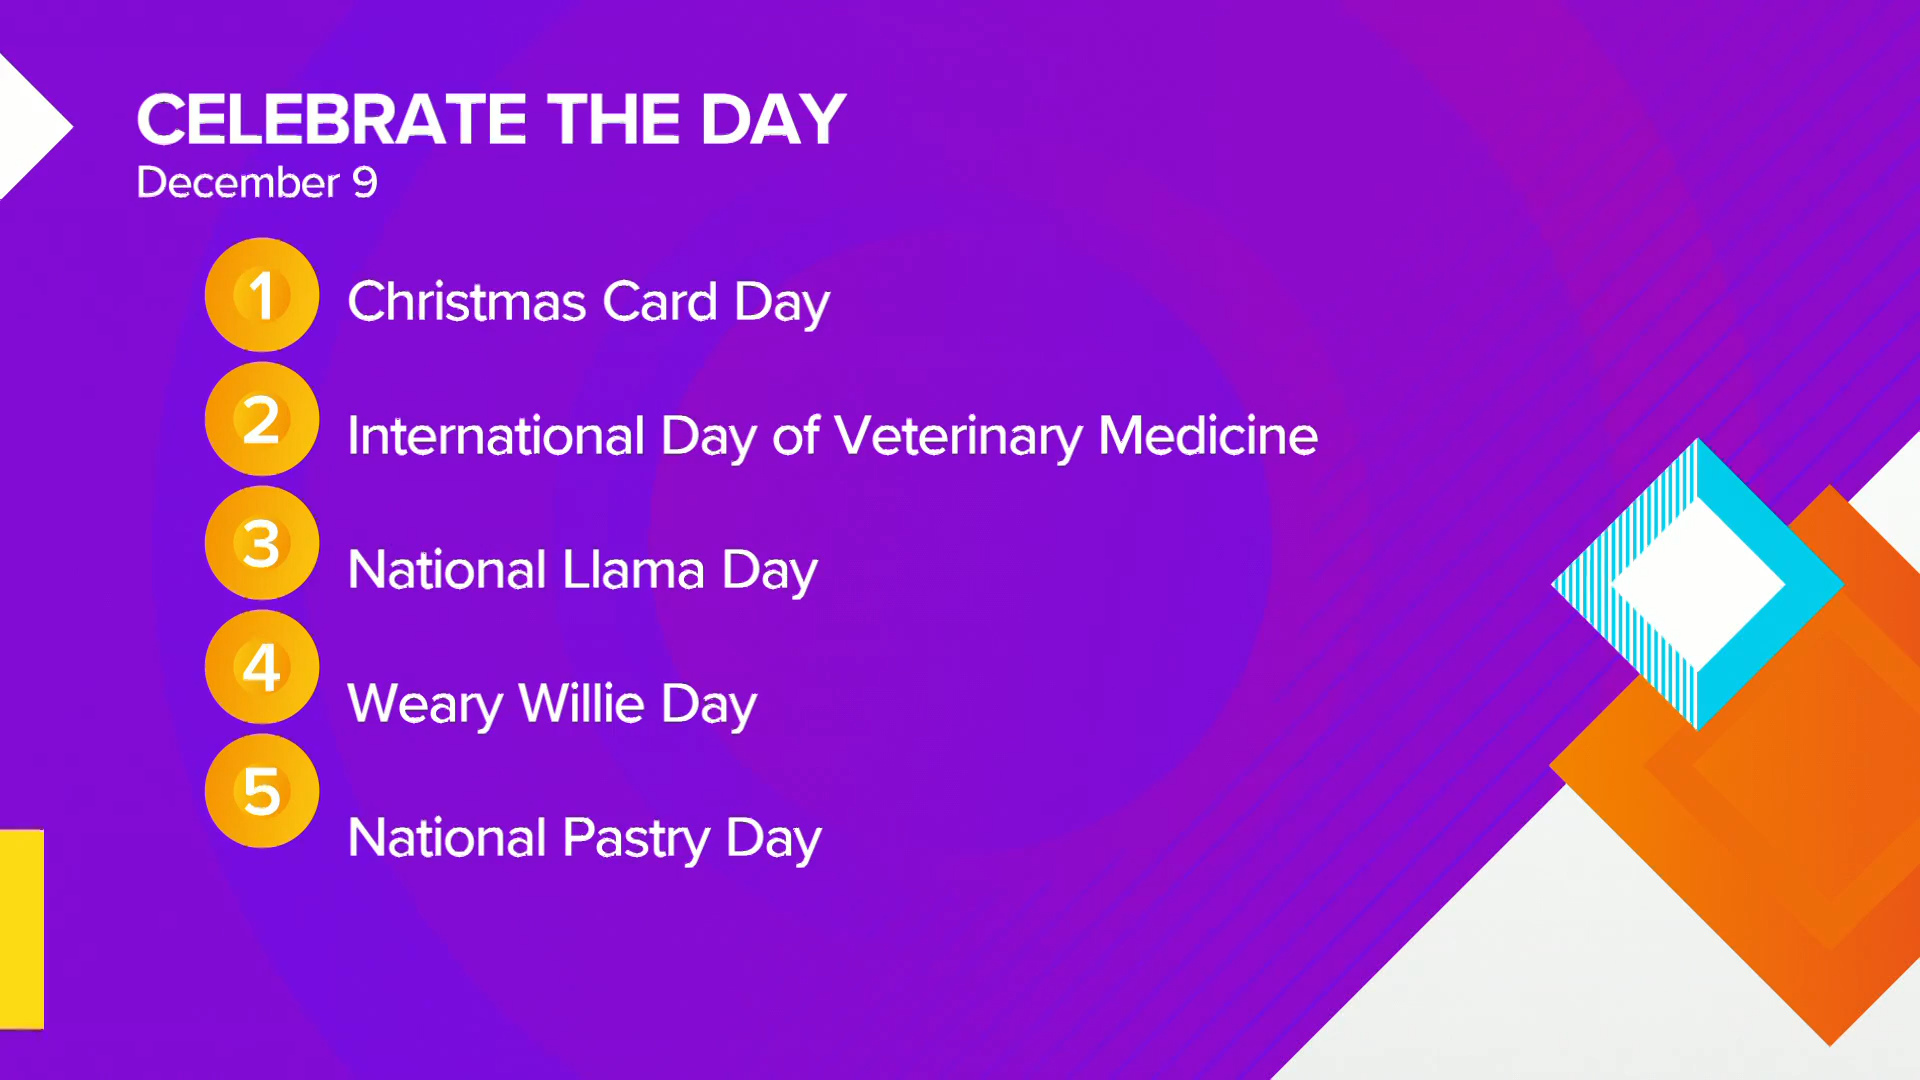 CELEBRATE THE DAY
December 9
1 Christmas Card Day
2 International Day of Veterinary Medicine
3 National Llama Day
4 Weary Willie Day
5 National Pastry Day